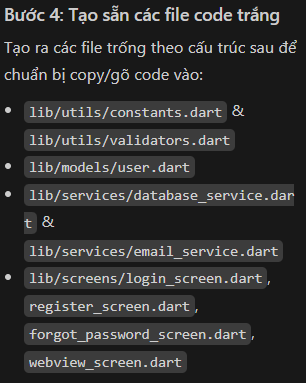 Bước 4: Tạo sẵn các file code trắng
Tạo ra các file trống theo cấu trúc sau để
chuẩn bị copy/gõ code vào:
• lib/utils/constants.dart &
lib/utils/validators.dart
• lib/models/user.dart
• lib/services/database_service.dar
t &
lib/services/email_service.dart
• lib/screens/login_screen.dart,
register_screen.dart,
forgot_password_screen.dart,
webview_screen.dart